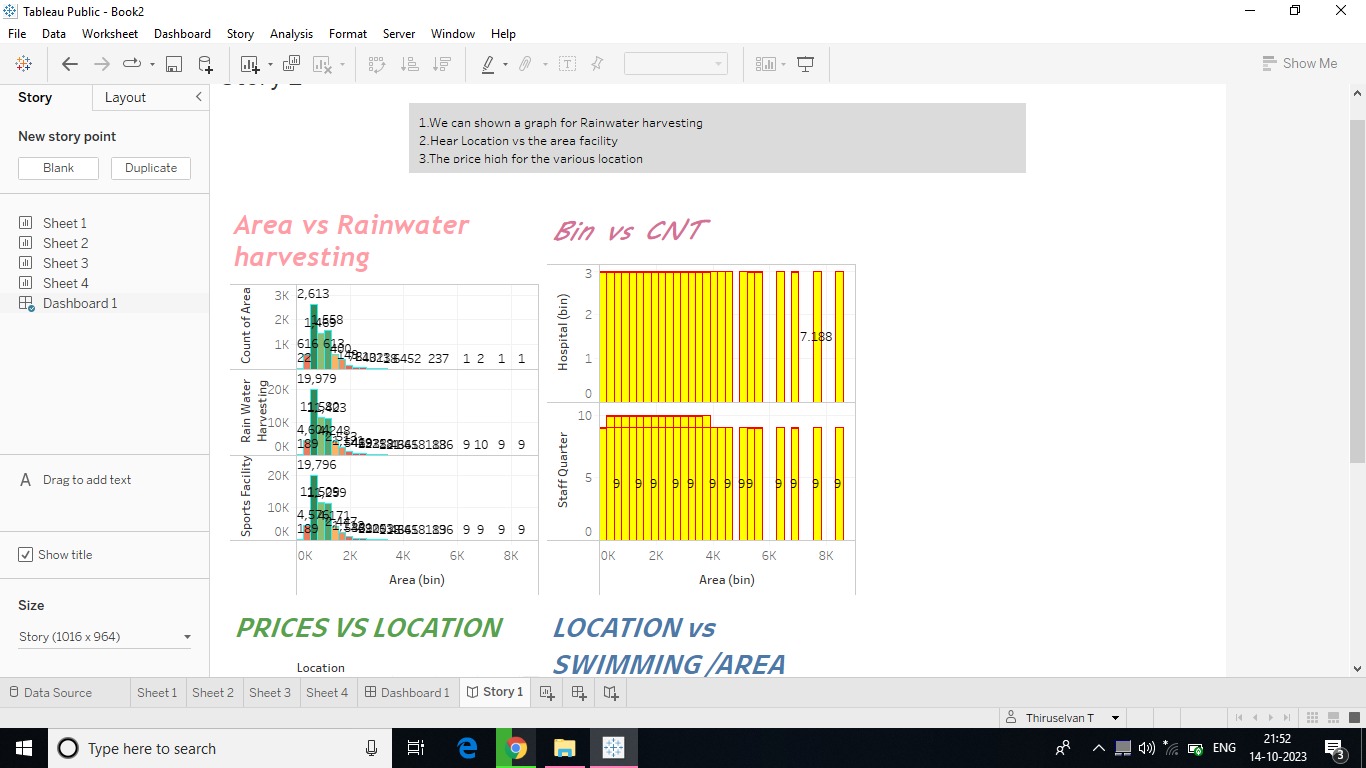 Tableau Public - Book2
File Data Worksheet Dashboard Story Analysis Format Server Window Help
Show Me
Story Layout
New story point
Blank Duplicate
Sheet 1
Sheet 2
Sheet 3
Sheet 4
Dashboard 1
A Drag to add text
Show title
Size
Story (1016 x 964)
1.We can shown a graph for Rainwater harvesting
2.Hear Location vs the area facility
3.The price high for the various location
Area vs Rainwater
harvesting
Count of Area
3K
2K
1K
2,613
1,558
616 613
22
237 1 2 1 1
Rain Water
Harvesting
20K
10K
0K
19,979
189
9 10 9 9
Sports Facility
20K
10K
0K
19,796
189
9 9 9 9
0K 2K 4K 6K 8K
Area (bin)
Bin vs CNT
Hospital (bin)
3
2
1
0
7.188
Staff Quarter
10
5
0
9 9 9 9 9 9 9 9 9 9 9 9
0K 2K 4K 6K 8K
Area (bin)
PRICES VS LOCATION
Location
LOCATION vs
SWIMMING /AREA
Data Source Sheet 1 Sheet 2 Sheet 3 Sheet 4 Dashboard 1 Story 1
Thiruselvan T
Type here to search
ENG
21:52
14-10-2023
3